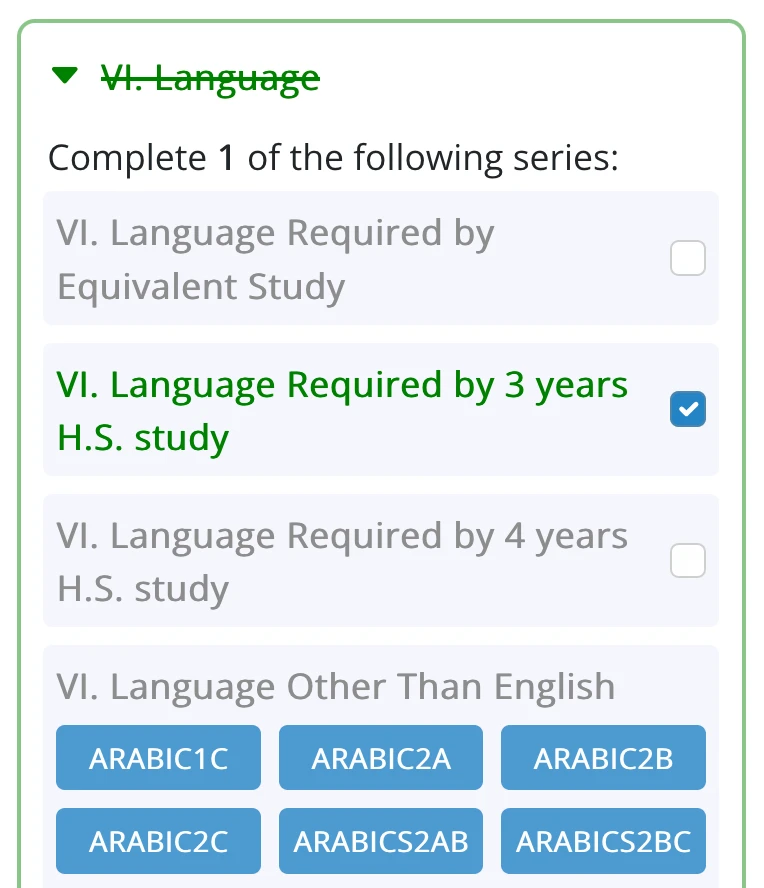 VI. Language
Complete 1 of the following series:
VI. Language Required by
Equivalent Study
VI. Language Required by 3 years
H.S. study
VI. Language Required by 4 years
H.S. study
VI. Language Other Than English
ARABIC1C ARABIC2A ARABIC2B
ARABIC2C ARABICS2AB ARABICS2BC